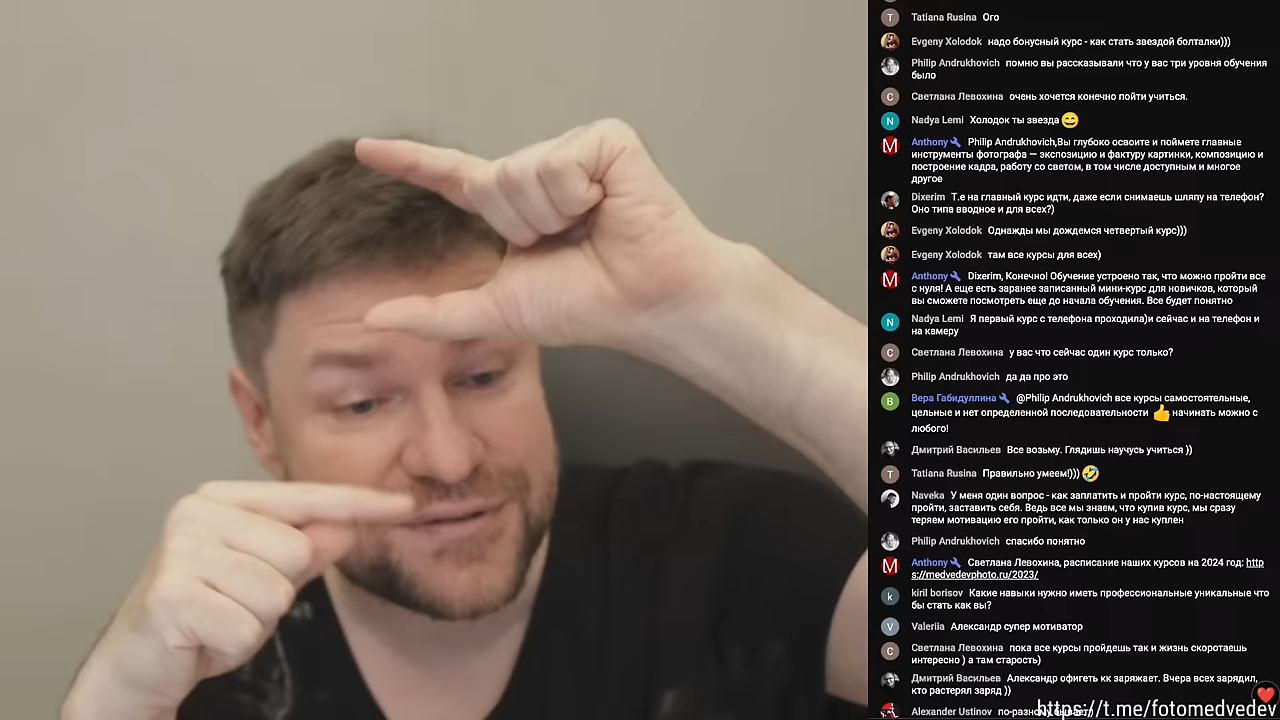 T Tatiana Rusina Ого
Evgeny Xolodok надо бонусный курс - как стать звездой болталки)))
Philip Andrukhovich помню вы рассказывали что у вас три уровня обучения
было
С Светлана Левохина очень хочется конечно пойти учиться.
N Nadya Lemi Холодок ты звезда 😄
M Anthony Philip Andrukhovich,Вы глубоко освоите и поймете главные
инструменты фотографа — экспозицию и фактуру картинки, композицию и
построение кадра, работу со светом, в том числе доступным и многое
другое
Dixerim Т.е на главный курс идти, даже если снимаешь шляпу на телефон?
Оно типа вводное и для всех?)
Evgeny Xolodok Однажды мы дождемся четвертый курс)))
Evgeny Xolodok там все курсы для всех)
M Anthony Dixerim, Конечно! Обучение устроено так, что можно пройти все
с нуля! А еще есть заранее записанный мини-курс для новичков, который
вы сможете посмотреть еще до начала обучения. Все будет понятно
N Nadya Lemi Я первый курс с телефона проходила)и сейчас и на телефон и
на камеру
С Светлана Левохина у вас что сейчас один курс только?
Philip Andrukhovich да да про это
В Вера Габидуллина @Philip Andrukhovich все курсы самостоятельные,
цельные и нет определенной последовательности 👍 начинать можно с
любого!
Дмитрий Васильев Все возьму. Глядишь научусь учиться ))
T Tatiana Rusina Правильно умеем!))) 🤣
Naveka У меня один вопрос - как заплатить и пройти курс, по-настоящему
пройти, заставить себя. Ведь все мы знаем, что купив курс, мы сразу
теряем мотивацию его пройти, как только он у нас куплен
Philip Andrukhovich спасибо понятно
M Anthony Светлана Левохина, расписание наших курсов на 2024 год: http
s://medvedevphoto.ru/2023/
k kiril borisov Какие навыки нужно иметь профессиональные уникальные что
бы стать как вы?
V Valeriia Александр супер мотиватор
С Светлана Левохина пока все курсы пройдешь так и жизнь скоротаешь
интересно ) а там старость)
Дмитрий Васильев Александр офигеть кк заряжает. Вчера всех зарядил,
кто растерял заряд ))
Alexander Ustinov по-разному бывает)
https://t.me/fotomedvedev